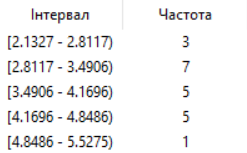 Інтервал Частота
[2.1327 - 2.8117) 3
[2.8117 - 3.4906) 7
[3.4906 - 4.1696) 5
[4.1696 - 4.8486) 5
[4.8486 - 5.5275) 1